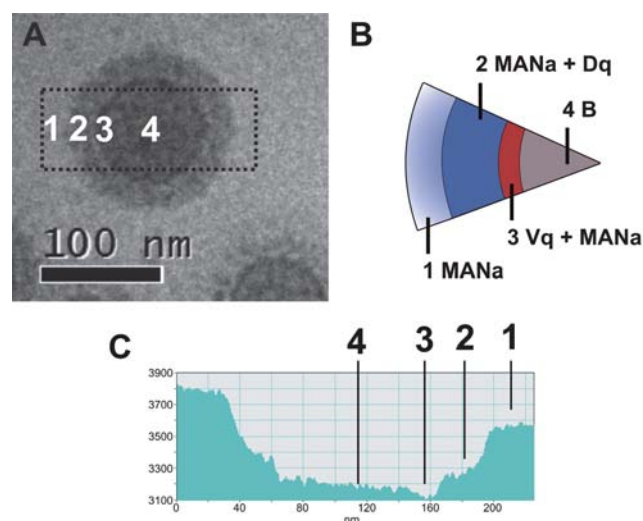 A
1 2 3 4
100 nm
B
2 MANa + Dq
4 B
3 Vq + MANa
1 MANa
C
4 3 2 1
3900
3700
3500
3300
3100
0 40 80 120 160 200
nm